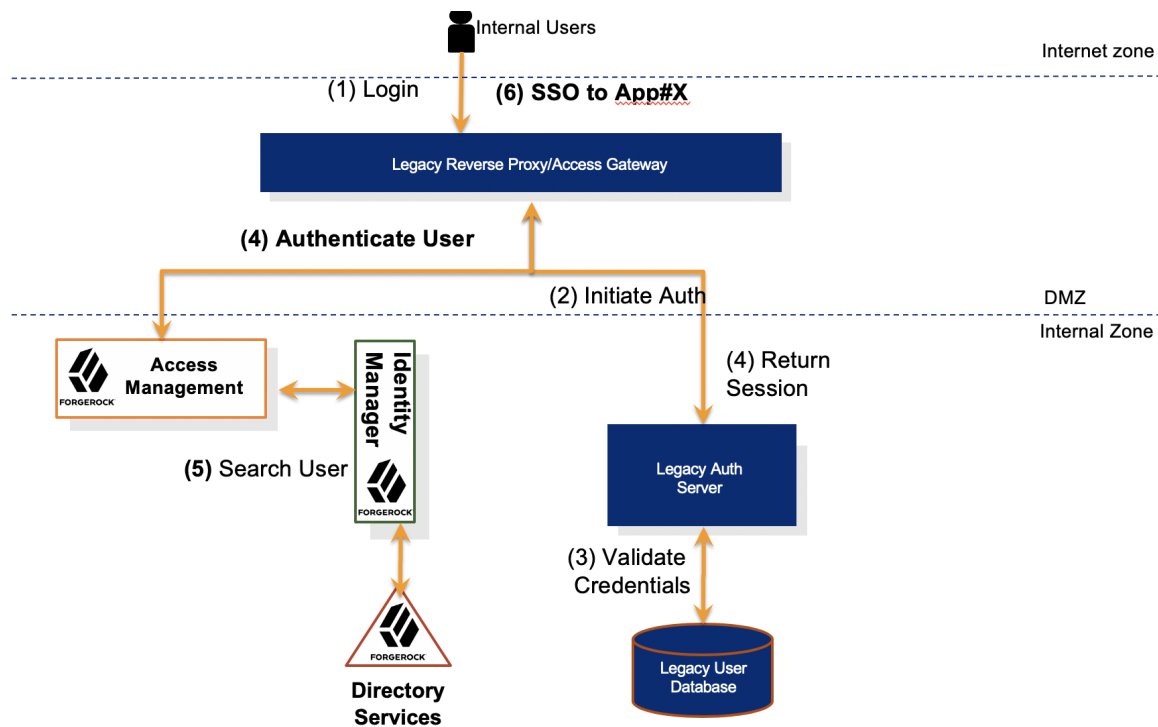 Internal Users
Internet zone
(1) Login
(6) SSO to App#X
Legacy Reverse Proxy/Access Gateway
(4) Authenticate User
(2) Initiate Auth
DMZ
Internal Zone
Access
Management
FORGEROCK
Identity
Manager
FORGEROCK
(4) Return
Session
(5) Search User
Legacy Auth
Server
(3) Validate
Credentials
FORGEROCK
Directory
Services
Legacy User
Database